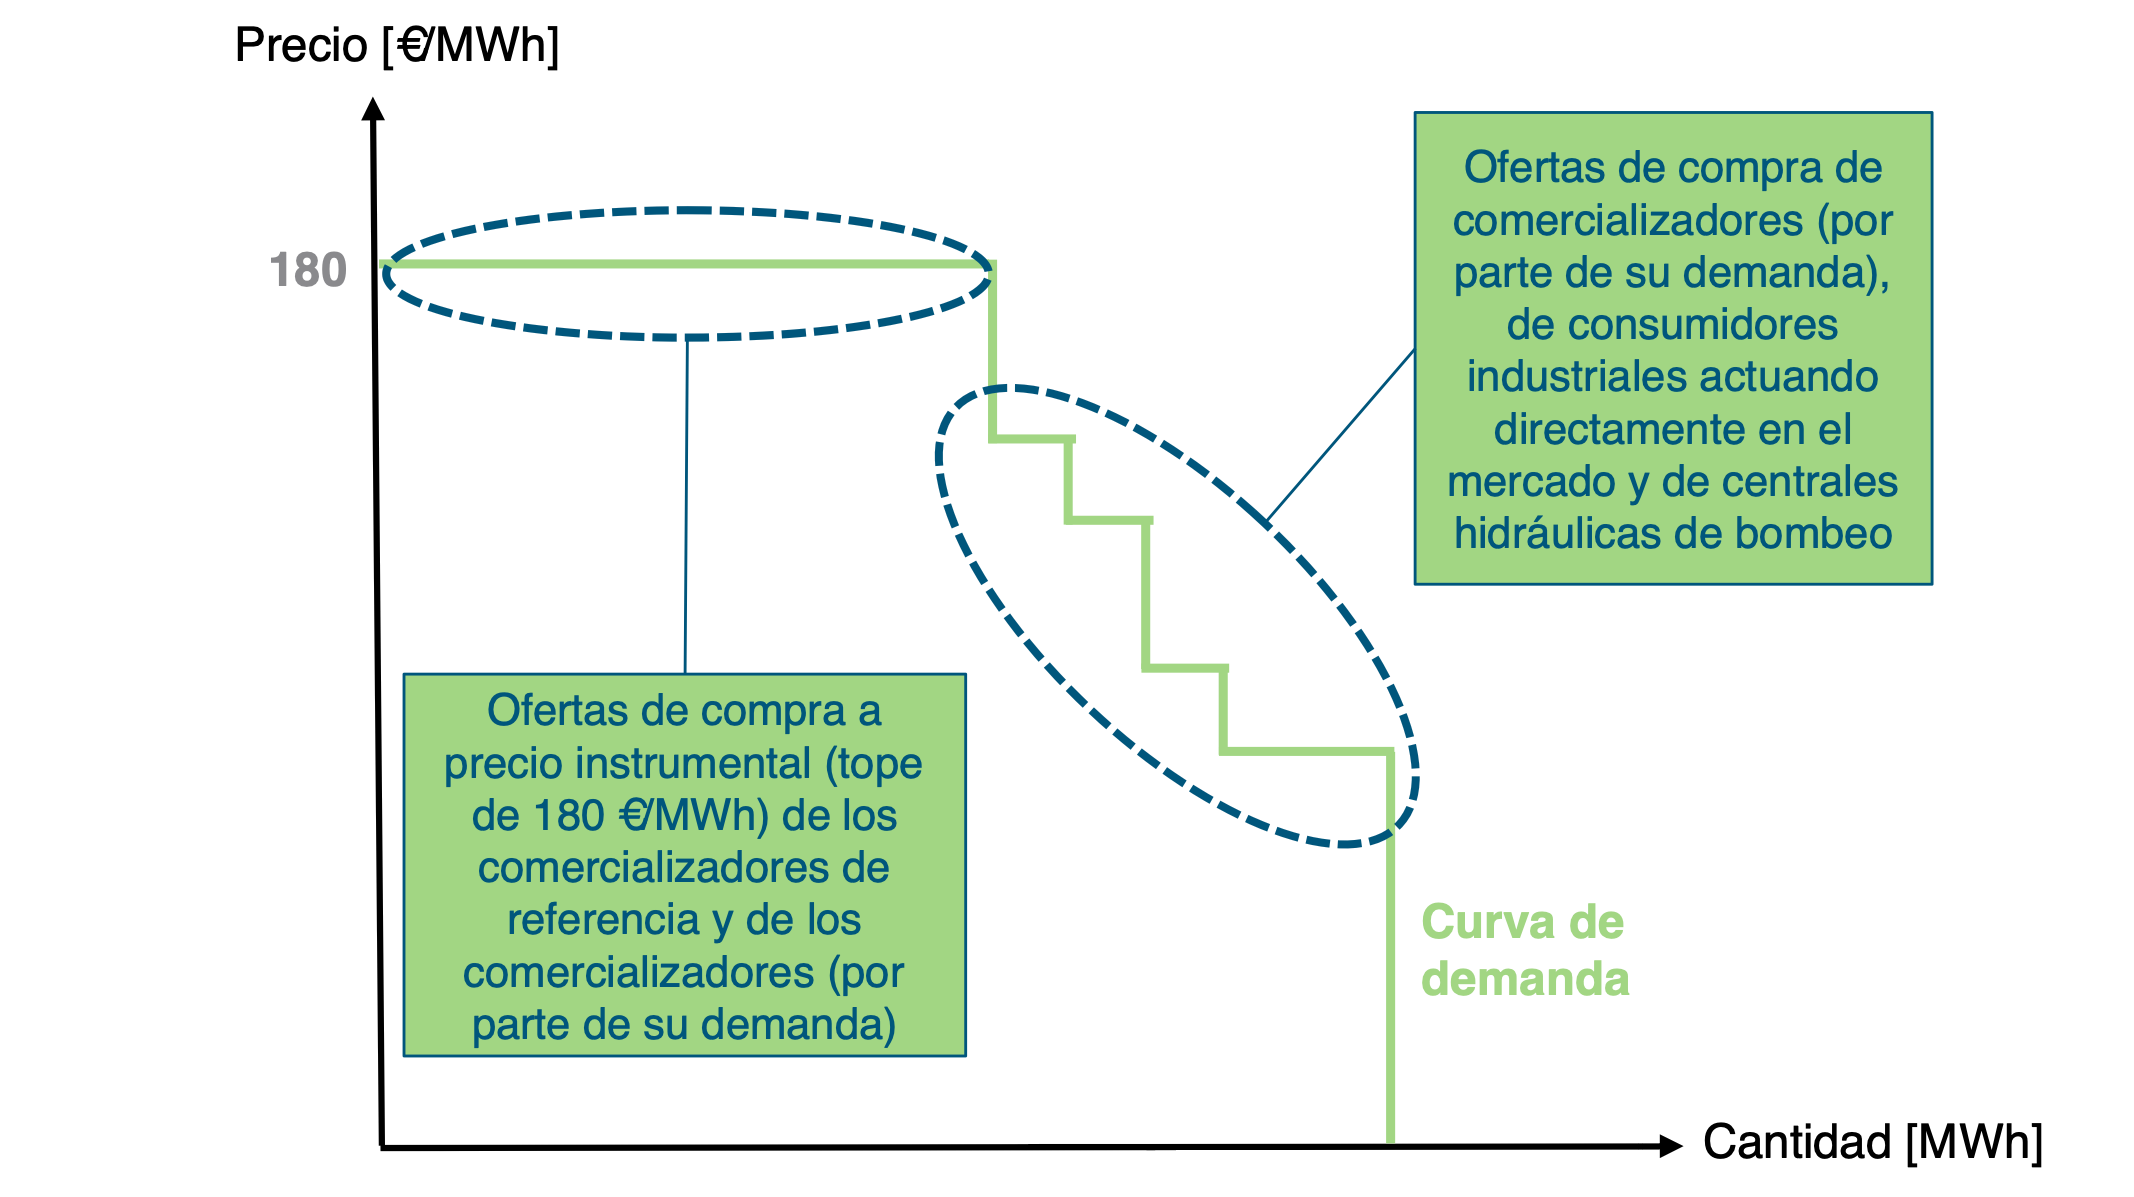 Precio [€/MWh]
180
Ofertas de compra de
comercializadores (por
parte de su demanda),
de consumidores
industriales actuando
directamente en el
mercado y de centrales
hidráulicas de bombeo
Ofertas de compra a
precio instrumental (tope
de 180 €/MWh) de los
comercializadores de
referencia y de los
comercializadores (por
parte de su demanda)
Curva de
demanda
Cantidad [MWh]